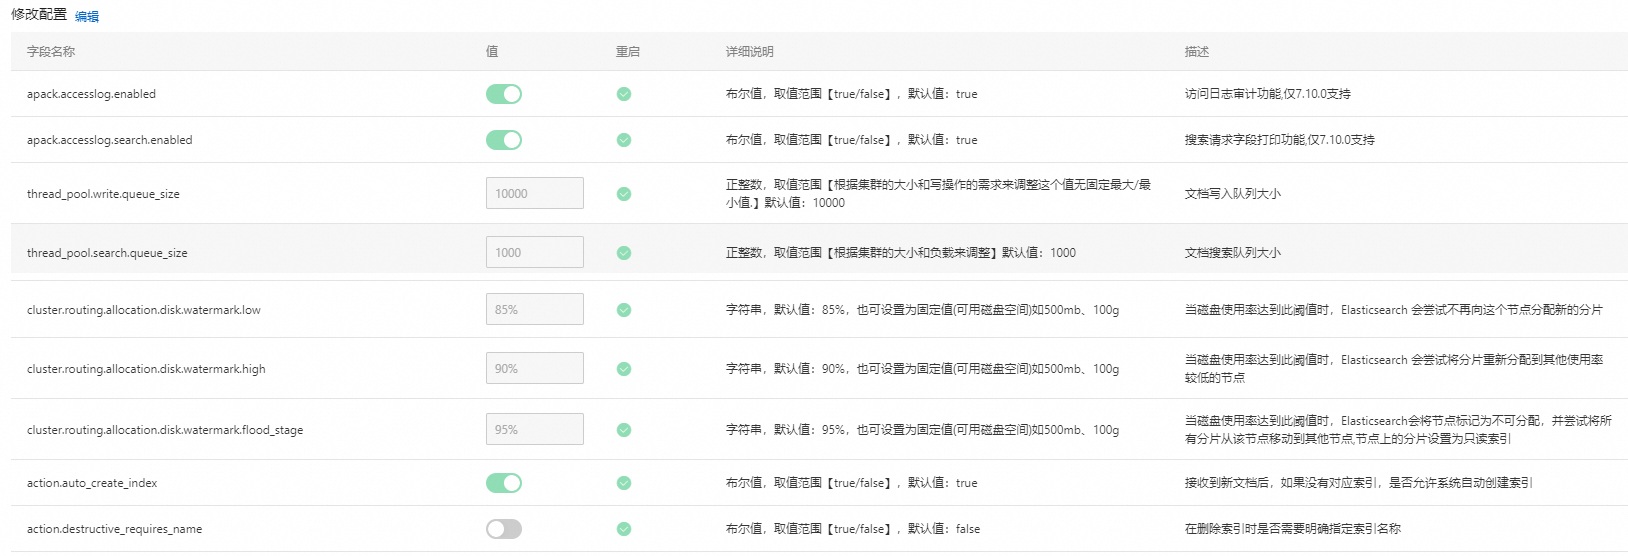 修改配置 编辑
字段名称 值 重启 详细说明 描述
apack.accesslog.enabled 布尔值，取值范围【true/false】，默认值：true 访问日志审计功能,仅7.10.0支持
apack.accesslog.search.enabled 布尔值，取值范围【true/false】，默认值：true 搜索请求字段打印功能,仅7.10.0支持
thread_pool.write.queue_size 10000 正整数，取值范围【根据集群的大小和写操作的需求来调整这个值无固定最大/最
小值.】默认值：10000 文档写入队列大小
thread_pool.search.queue_size 1000 正整数，取值范围【根据集群的大小和负载来调整】默认值：1000 文档搜索队列大小
cluster.routing.allocation.disk.watermark.low 85% 字符串，默认值：85%，也可设置为固定值(可用磁盘空间)如500mb、100g 当磁盘使用率达到此阈值时，Elasticsearch 会尝试不再向这个节点分配新的分片
cluster.routing.allocation.disk.watermark.high 90% 字符串，默认值：90%，也可设置为固定值(可用磁盘空间)如500mb、100g 当磁盘使用率达到此阈值时，Elasticsearch 会尝试将分片重新分配到其他使用率
较低的节点
cluster.routing.allocation.disk.watermark.flood_stage 95% 字符串，默认值：95%，也可设置为固定值(可用磁盘空间)如500mb、100g 当磁盘使用率达到此阈值时，Elasticsearch会将节点标记为不可分配，并尝试将所
有分片从该节点移动到其他节点,节点上的分片设置为只读索引
action.auto_create_index 布尔值，取值范围【true/false】，默认值：true 接收到新文档后，如果没有对应索引，是否允许系统自动创建索引
action.destructive_requires_name 布尔值，取值范围【true/false】，默认值：false 在删除索引时是否需要明确指定索引名称